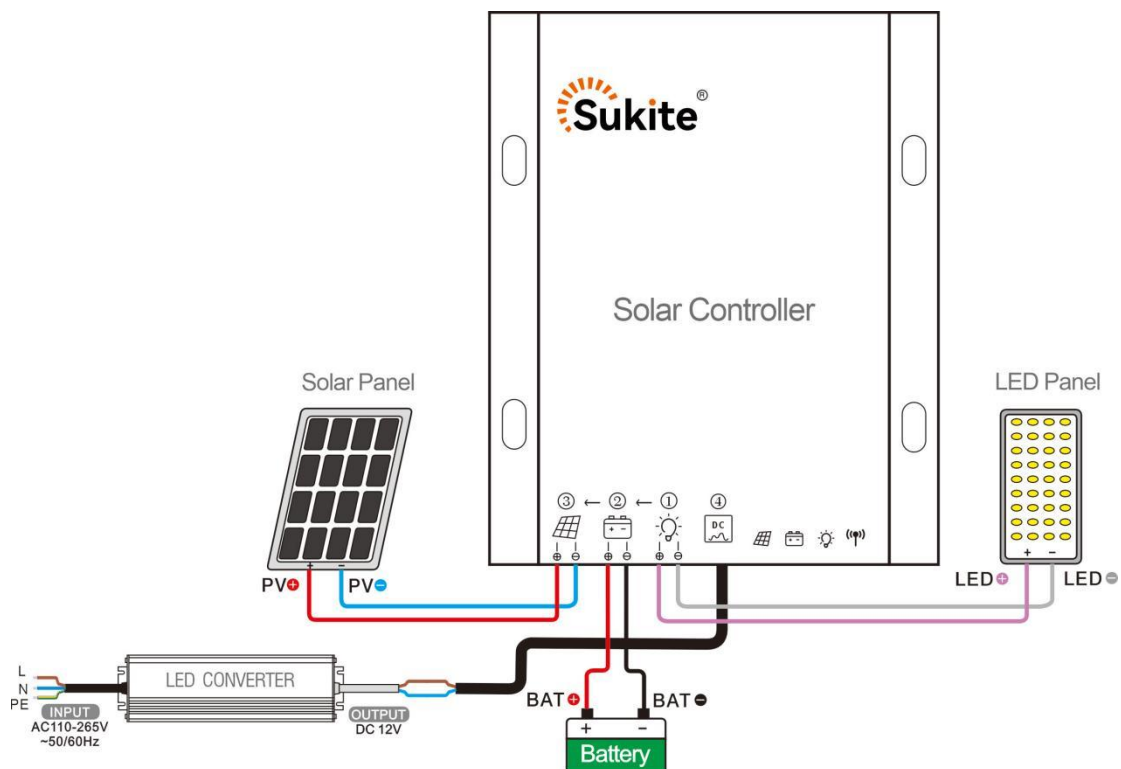 Sukite®
Solar Controller
Solar Panel
LED Panel
③ ← ② ← ① ④
DC
+ -
⊕ ⊖ ⊕ ⊖ ⊕ ⊖
+ −
PV⊕ PV⊖
+ −
LED⊕ LED⊖
L
N
PE
INPUT
AC110-265V
~50/60Hz
LED CONVERTER
OUTPUT
DC 12V
BAT⊕ BAT⊖
+ −
Battery